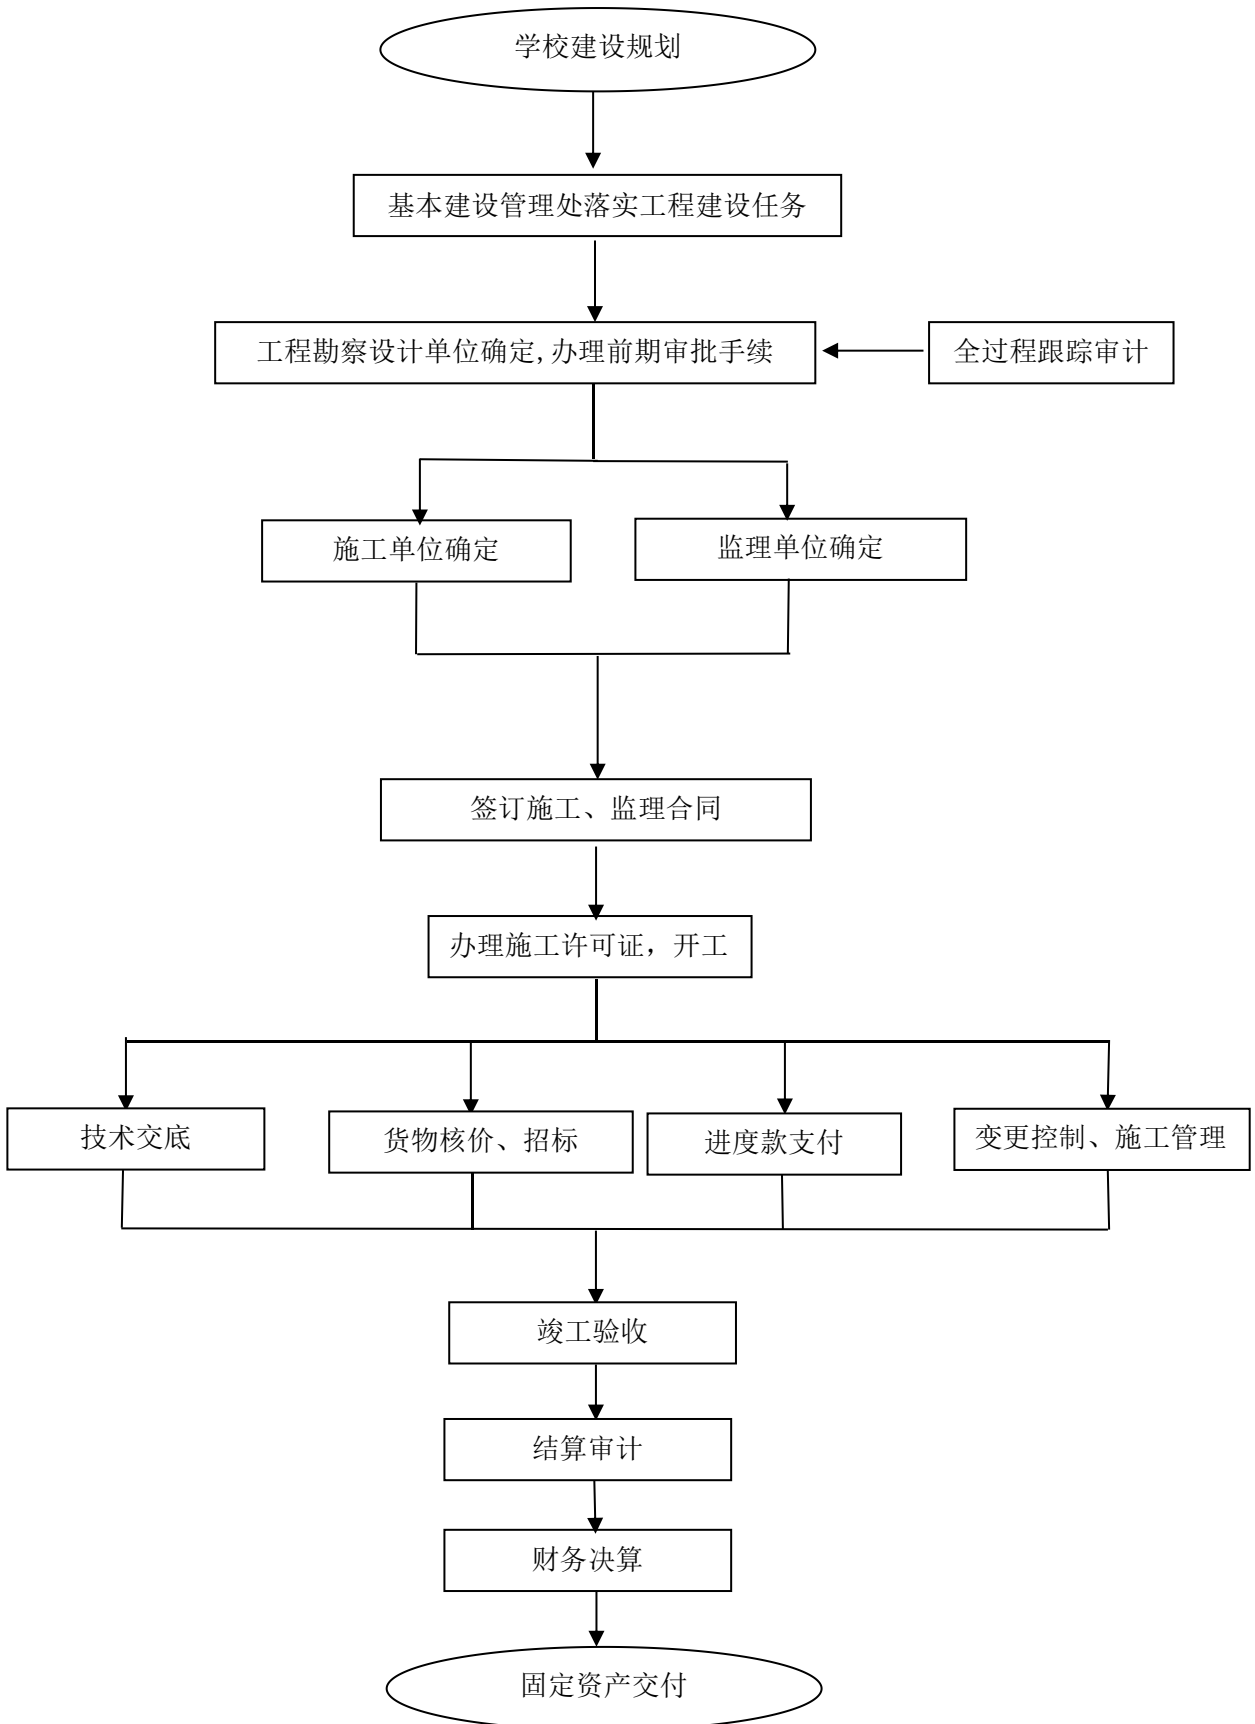 学校建设规划
基本建设管理处落实工程建设任务
工程勘察设计单位确定,办理前期审批手续
全过程跟踪审计
施工单位确定
监理单位确定
签订施工、监理合同
办理施工许可证，开工
技术交底
货物核价、招标
进度款支付
变更控制、施工管理
竣工验收
结算审计
财务决算
固定资产交付